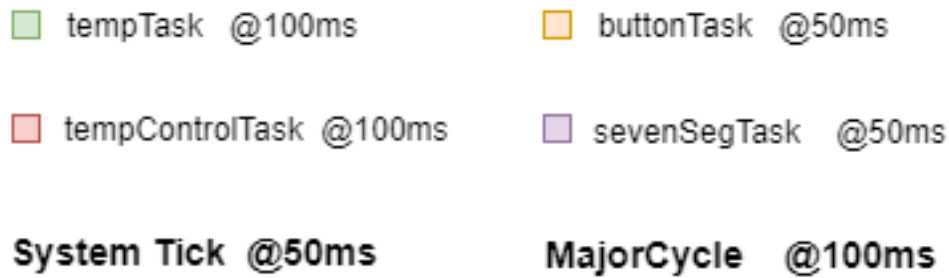 tempTask @100ms buttonTask @50ms
tempControlTask @100ms sevenSegTask @50ms
System Tick @50ms MajorCycle @100ms